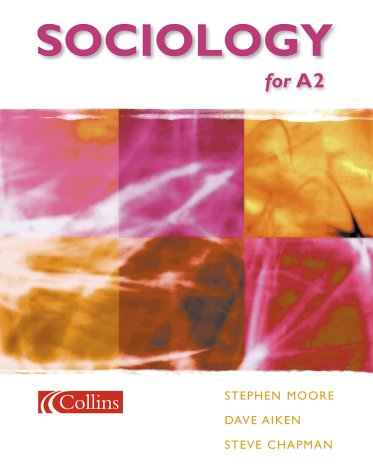 SOCIOLOGY
for A2
Collins
STEPHEN MOORE
DAVE AIKEN
STEVE CHAPMAN